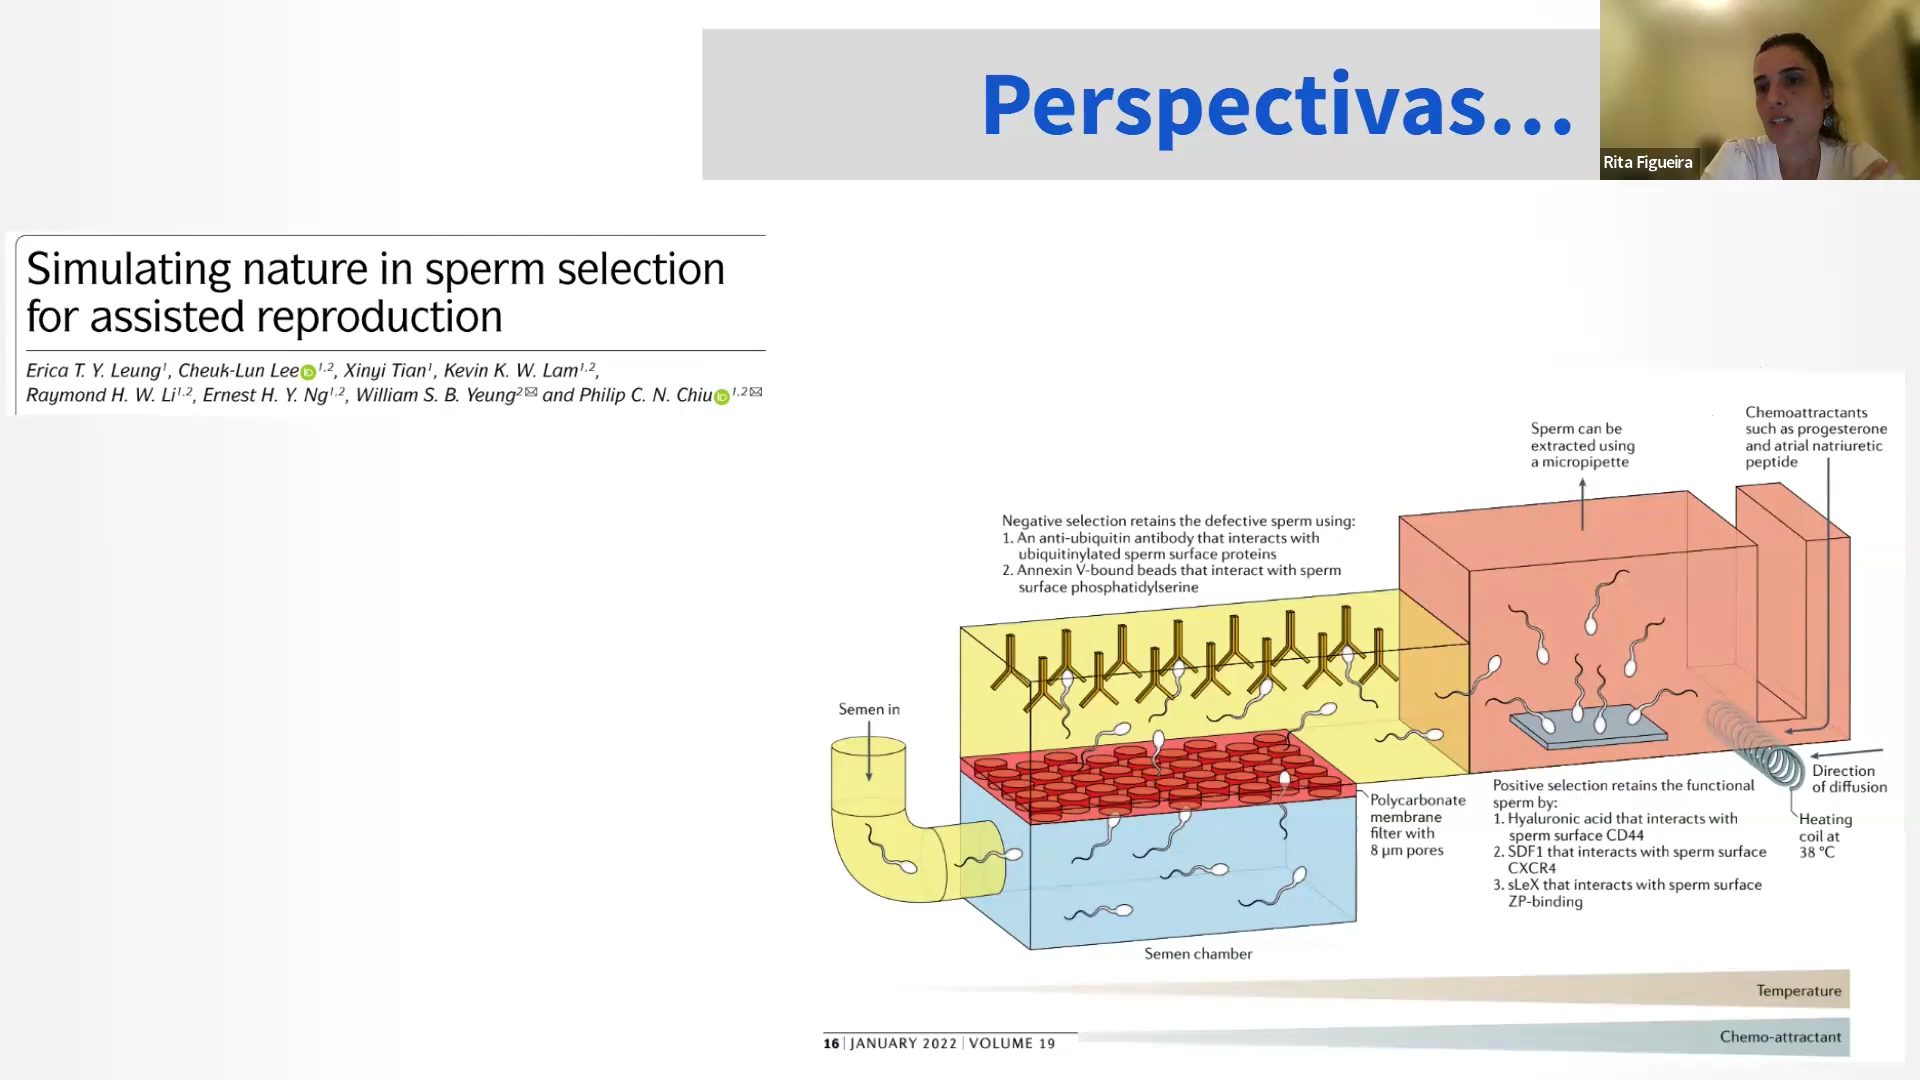 Perspectivas...
Rita Figueira
Simulating nature in sperm selection
for assisted reproduction
Erica T. Y. Leung1, Cheuk-Lun Lee iD 1,2, Xinyi Tian1, Kevin K. W. Lam1,2,
Raymond H. W. Li1,2, Ernest H. Y. Ng1,2, William S. B. Yeung2✉ and Philip C. N. Chiu iD 1,2✉
Negative selection retains the defective sperm using:
1. An anti-ubiquitin antibody that interacts with
ubiquitinylated sperm surface proteins
2. Annexin V-bound beads that interact with sperm
surface phosphatidylserine
Sperm can be
extracted using
a micropipette
Chemoattractants
such as progesterone
and atrial natriuretic
peptide
Semen in
Polycarbonate
membrane
filter with
8 µm pores
Semen chamber
Positive selection retains the functional
sperm by:
1. Hyaluronic acid that interacts with
sperm surface CD44
2. SDF1 that interacts with sperm surface
CXCR4
3. sLeX that interacts with sperm surface
ZP-binding
Direction
of diffusion
Heating
coil at
38 °C
Temperature
Chemo-attractant
16 | JANUARY 2022 | VOLUME 19